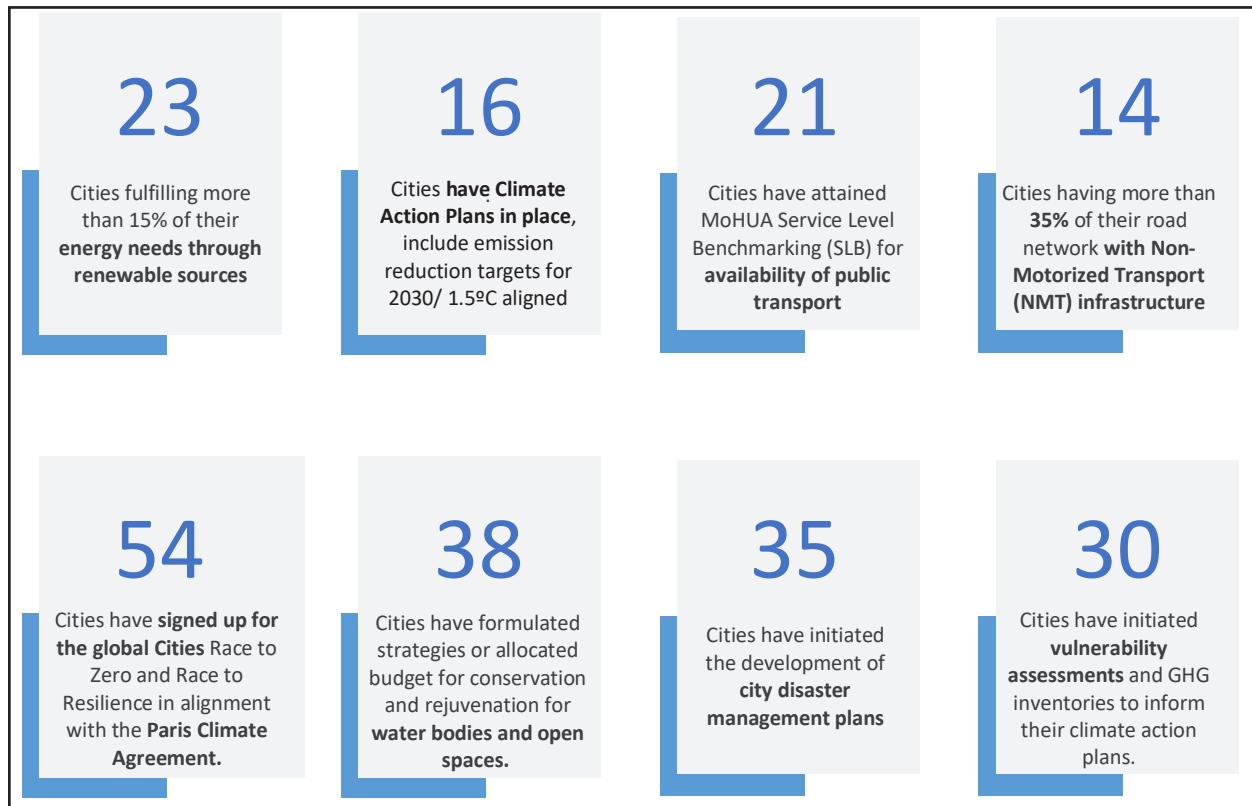 23
Cities fulfilling more
than 15% of their
energy needs through
renewable sources
16
Cities have Climate
Action Plans in place,
include emission
reduction targets for
2030/ 1.5ºC aligned
21
Cities have attained
MoHUA Service Level
Benchmarking (SLB) for
availability of public
transport
14
Cities having more than
35% of their road
network with Non-
Motorized Transport
(NMT) infrastructure
54
Cities have signed up for
the global Cities Race to
Zero and Race to
Resilience in alignment
with the Paris Climate
Agreement.
38
Cities have formulated
strategies or allocated
budget for conservation
and rejuvenation for
water bodies and open
spaces.
35
Cities have initiated
the development of
city disaster
management plans
30
Cities have initiated
vulnerability
assessments and GHG
inventories to inform
their climate action
plans.